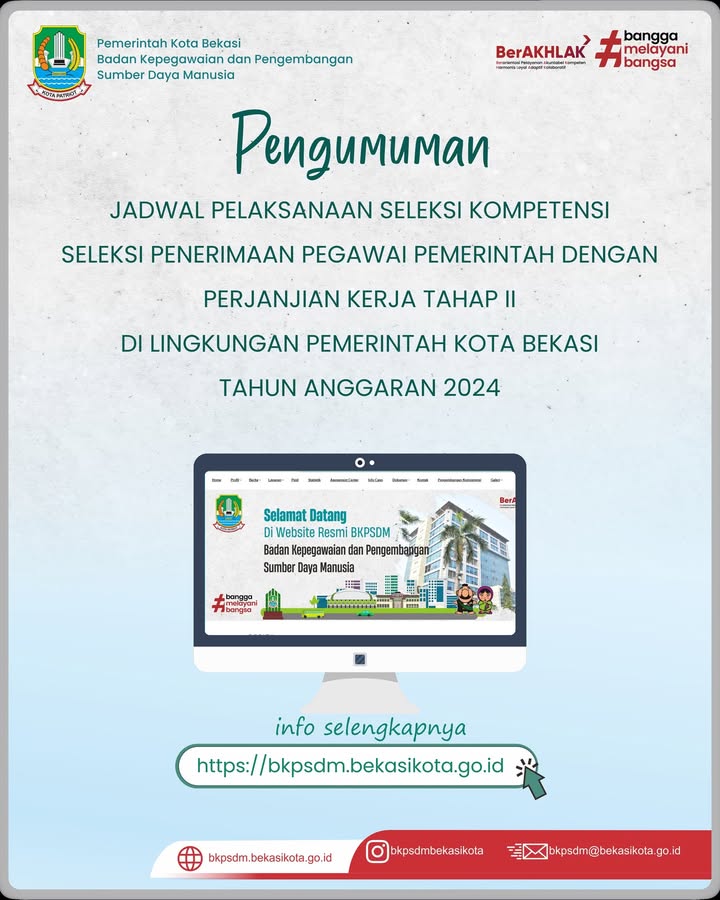 Pemerintah Kota Bekasi
Badan Kepegawaian dan Pengembangan
Sumber Daya Manusia
KOTA PATRIOT
BerAKHLAK
Berorientasi Pelayanan Akuntabel Kompeten
Harmonis Loyal Adaptif Kolaboratif
#bangga
melayani
bangsa
Pengumuman
JADWAL PELAKSANAAN SELEKSI KOMPETENSI
SELEKSI PENERIMAAN PEGAWAI PEMERINTAH DENGAN
PERJANJIAN KERJA TAHAP II
DI LINGKUNGAN PEMERINTAH KOTA BEKASI
TAHUN ANGGARAN 2024
Home Profil Berita Layanan Ppid Statistik Assessment Center Info Casn Dokumen Kontak Galeri
BerA
Selamat Datang
Di Website Resmi BKPSDM
Badan Kepegawaian dan Pengembangan
Sumber Daya Manusia
#bangga
melayani
bangsa
info selengkapnya
https://bkpsdm.bekasikota.go.id
bkpsdm.bekasikota.go.id
bkpsdmbekasikota
bkpsdm@bekasikota.go.id